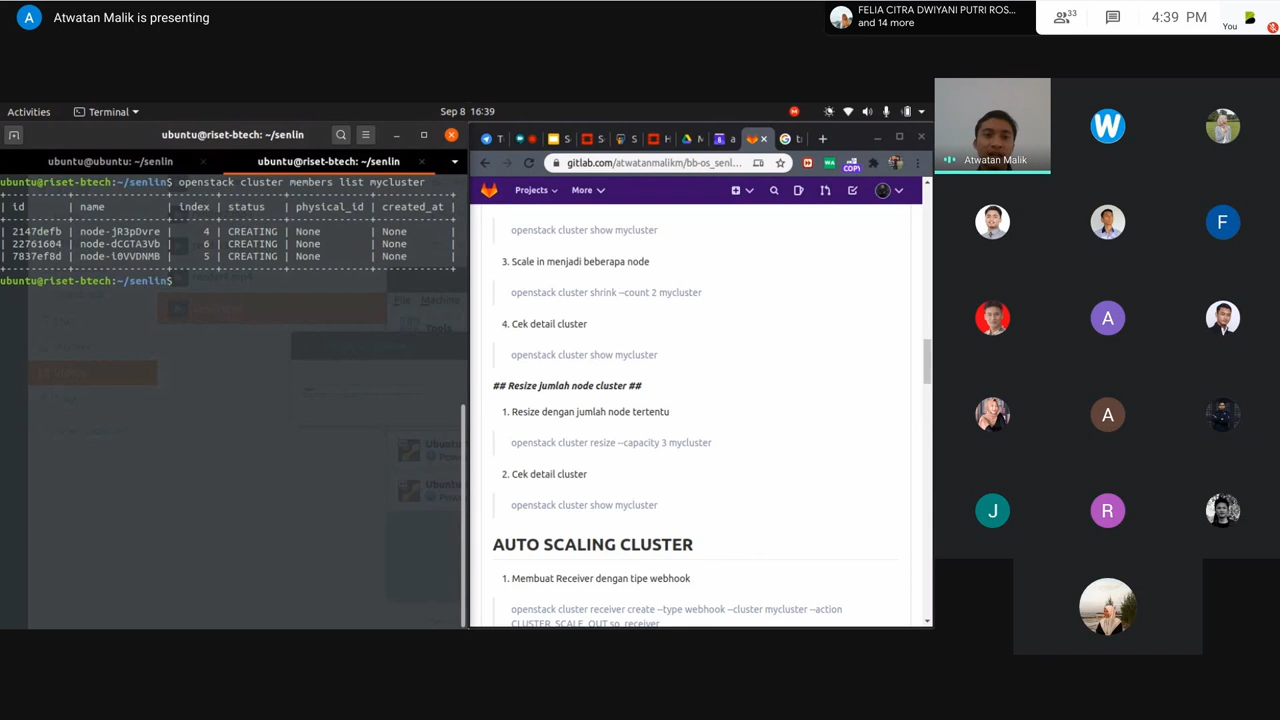 A
Atwatan Malik is presenting
FELIA CITRA DWIYANI PUTRI ROS...
and 14 more
33
4:39 PM
You
Activities
Terminal
Sep 8 16:39
ubuntu@riset-btech: ~/senlin
ubuntu@ubuntu: ~/senlin
ubuntu@riset-btech: ~/senlin
ubuntu@riset-btech:~/senlin$ openstack cluster members list mycluster
| id | name | index | status | physical_id | created_at |
| 2147defb | node-jR3pDvre | 4 | CREATING | None | None |
| 22761604 | node-dCGTA3Vb | 6 | CREATING | None | None |
| 7837ef8d | node-i0VVDNMB | 5 | CREATING | None | None |
ubuntu@riset-btech:~/senlin$
File Machine
Tools
gitlab.com/atwatanmalikm/bb-os_senl...
COP!
Projects
More
openstack cluster show mycluster
3. Scale in menjadi beberapa node
openstack cluster shrink --count 2 mycluster
4. Cek detail cluster
openstack cluster show mycluster
## Resize jumlah node cluster ##
1. Resize dengan jumlah node tertentu
openstack cluster resize --capacity 3 mycluster
2. Cek detail cluster
openstack cluster show mycluster
AUTO SCALING CLUSTER
1. Membuat Receiver dengan tipe webhook
openstack cluster receiver create --type webhook --cluster mycluster --action
CLUSTER_SCALE_OUT so_receiver
Atwatan Malik
W
F
A
A
J
R